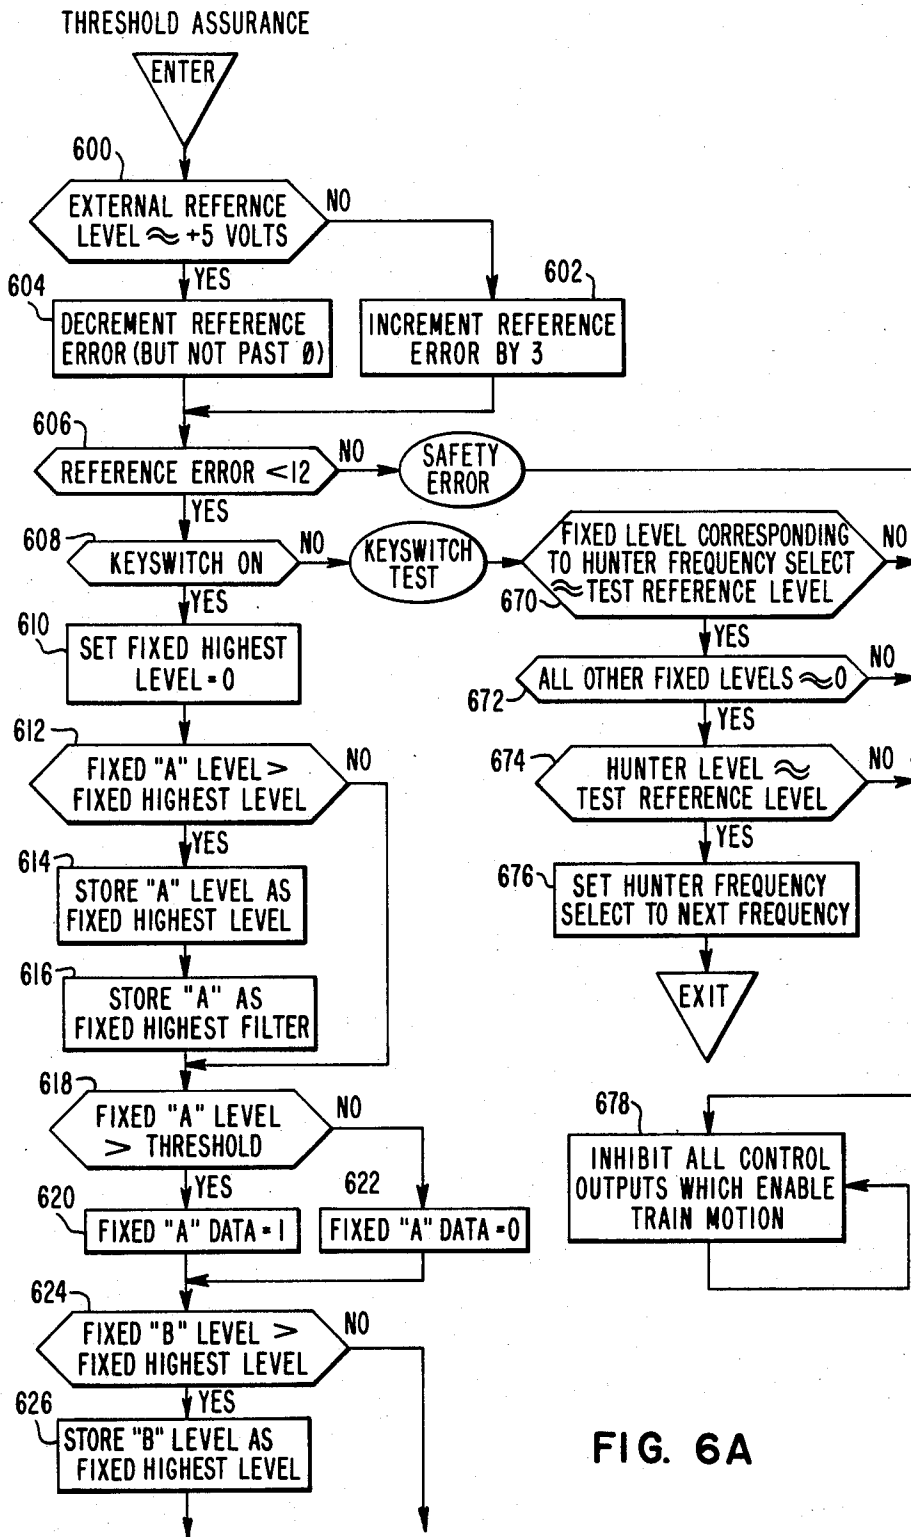 THRESHOLD ASSURANCE
ENTER
600
EXTERNAL REFERNCE
LEVEL ≈ +5 VOLTS
NO
YES
604
DECREMENT REFERENCE
ERROR (BUT NOT PAST Ø)
602
INCREMENT REFERENCE
ERROR BY 3
606
REFERENCE ERROR <12
NO
SAFETY
ERROR
YES
608
KEYSWITCH ON
NO
KEYSWITCH
TEST
FIXED LEVEL CORRESPONDING
TO HUNTER FREQUENCY SELECT
≈ TEST REFERENCE LEVEL
670
NO
YES
YES
610
SET FIXED HIGHEST
LEVEL = 0
672
ALL OTHER FIXED LEVELS ≈ 0
NO
YES
612
FIXED "A" LEVEL >
FIXED HIGHEST LEVEL
NO
YES
674
HUNTER LEVEL ≈
TEST REFERENCE LEVEL
NO
YES
614
STORE "A" LEVEL AS
FIXED HIGHEST LEVEL
676
SET HUNTER FREQUENCY
SELECT TO NEXT FREQUENCY
616
STORE "A" AS
FIXED HIGHEST FILTER
EXIT
618
FIXED "A" LEVEL
> THRESHOLD
NO
YES
678
INHIBIT ALL CONTROL
OUTPUTS WHICH ENABLE
TRAIN MOTION
620
FIXED "A" DATA = 1
622
FIXED "A" DATA = 0
624
FIXED "B" LEVEL >
FIXED HIGHEST LEVEL
NO
YES
626
STORE "B" LEVEL AS
FIXED HIGHEST LEVEL
FIG. 6A